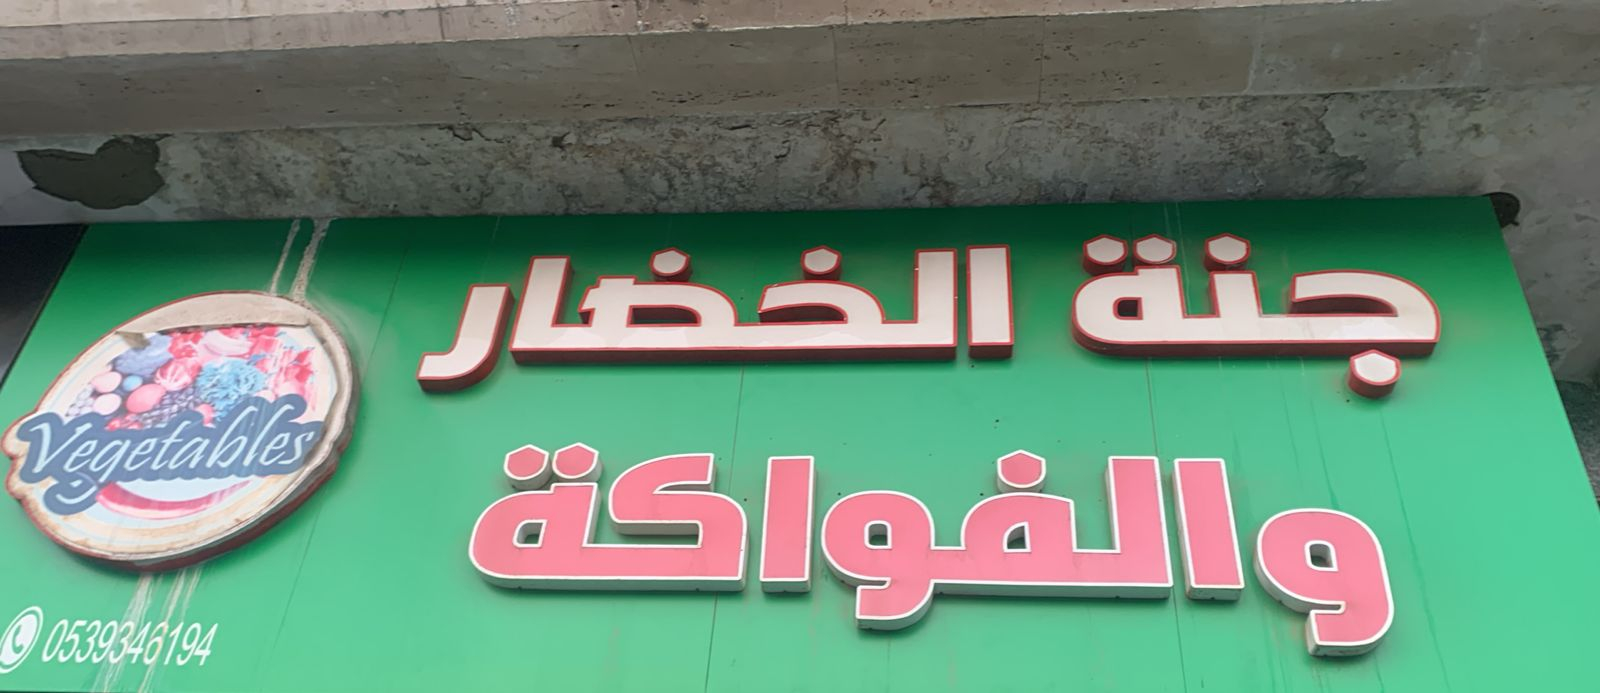 جنة الخضار
والفواكة
Vegetables
0539346194